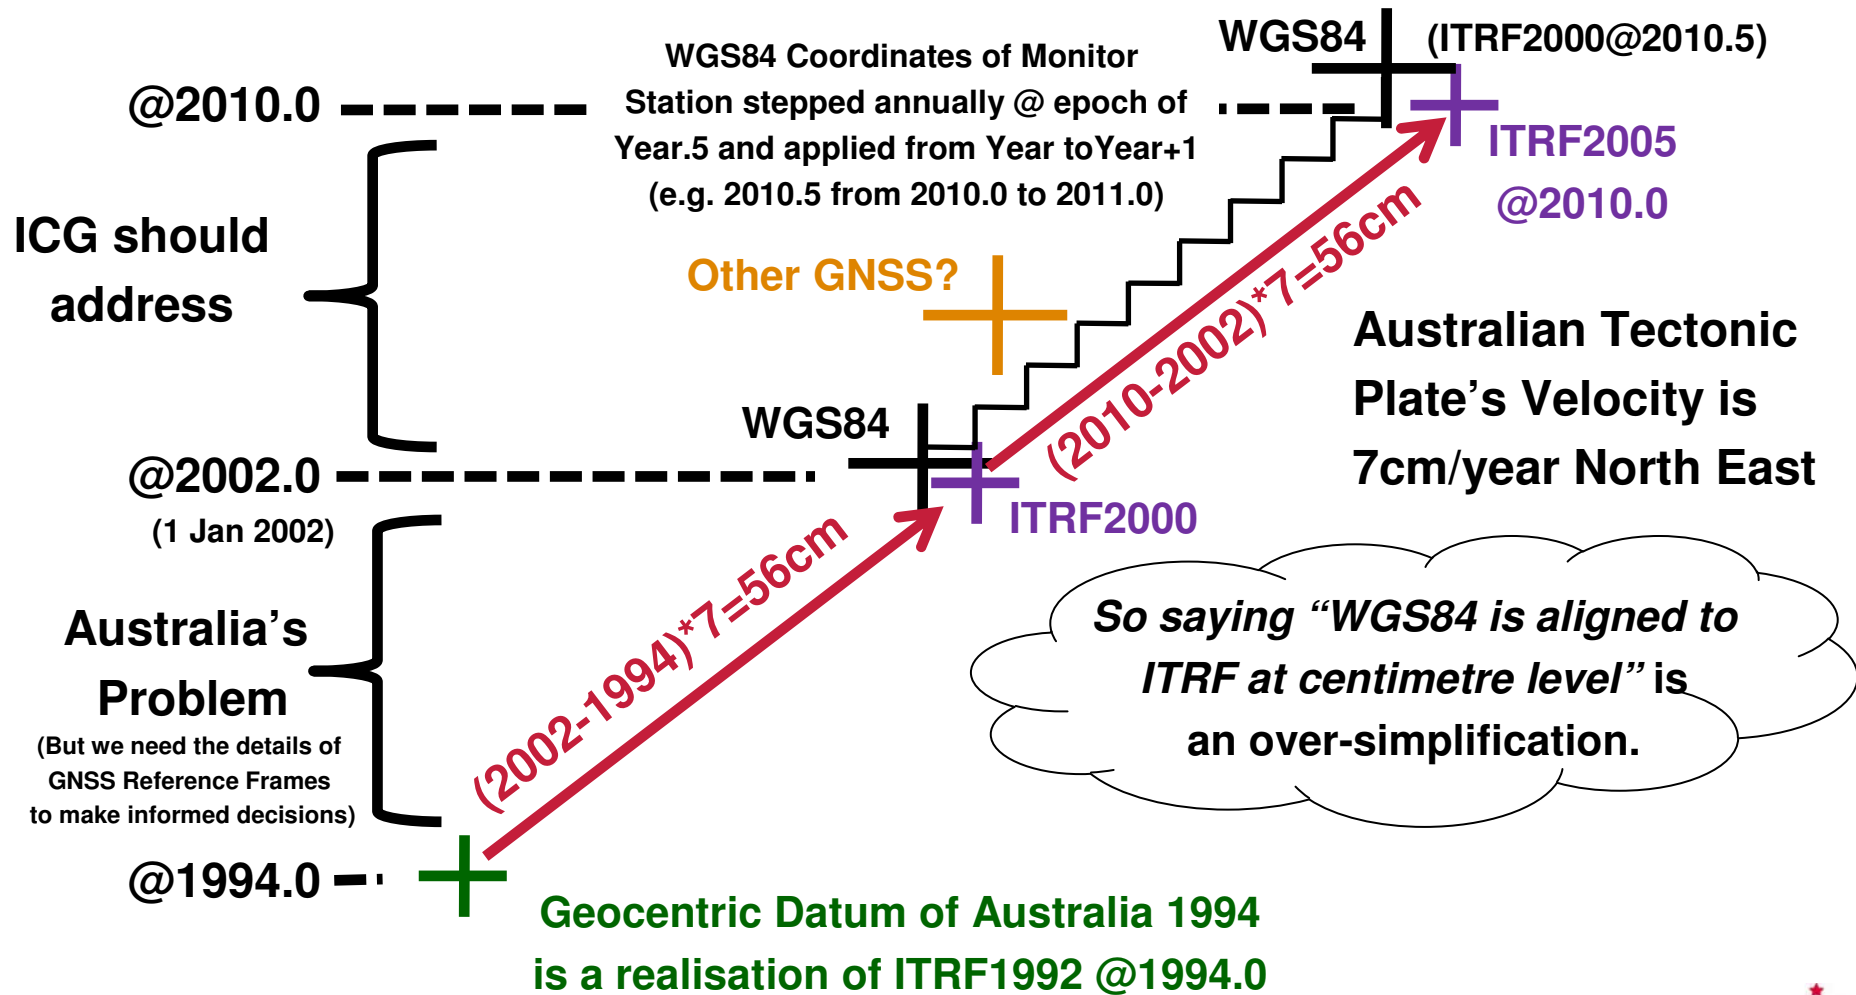 WGS84
(ITRF2000@2010.5)
WGS84 Coordinates of Monitor
Station stepped annually @ epoch of
Year.5 and applied from Year toYear+1
(e.g. 2010.5 from 2010.0 to 2011.0)
@2010.0
ITRF2005
@2010.0
ICG should
address
Other GNSS?
(2010-2002)*7=56cm
Australian Tectonic
Plate’s Velocity is
7cm/year North East
WGS84
@2002.0
(1 Jan 2002)
ITRF2000
(2002-1994)*7=56cm
So saying “WGS84 is aligned to
ITRF at centimetre level” is
an over-simplification.
Australia’s
Problem
(But we need the details of
GNSS Reference Frames
to make informed decisions)
@1994.0
Geocentric Datum of Australia 1994
is a realisation of ITRF1992 @1994.0